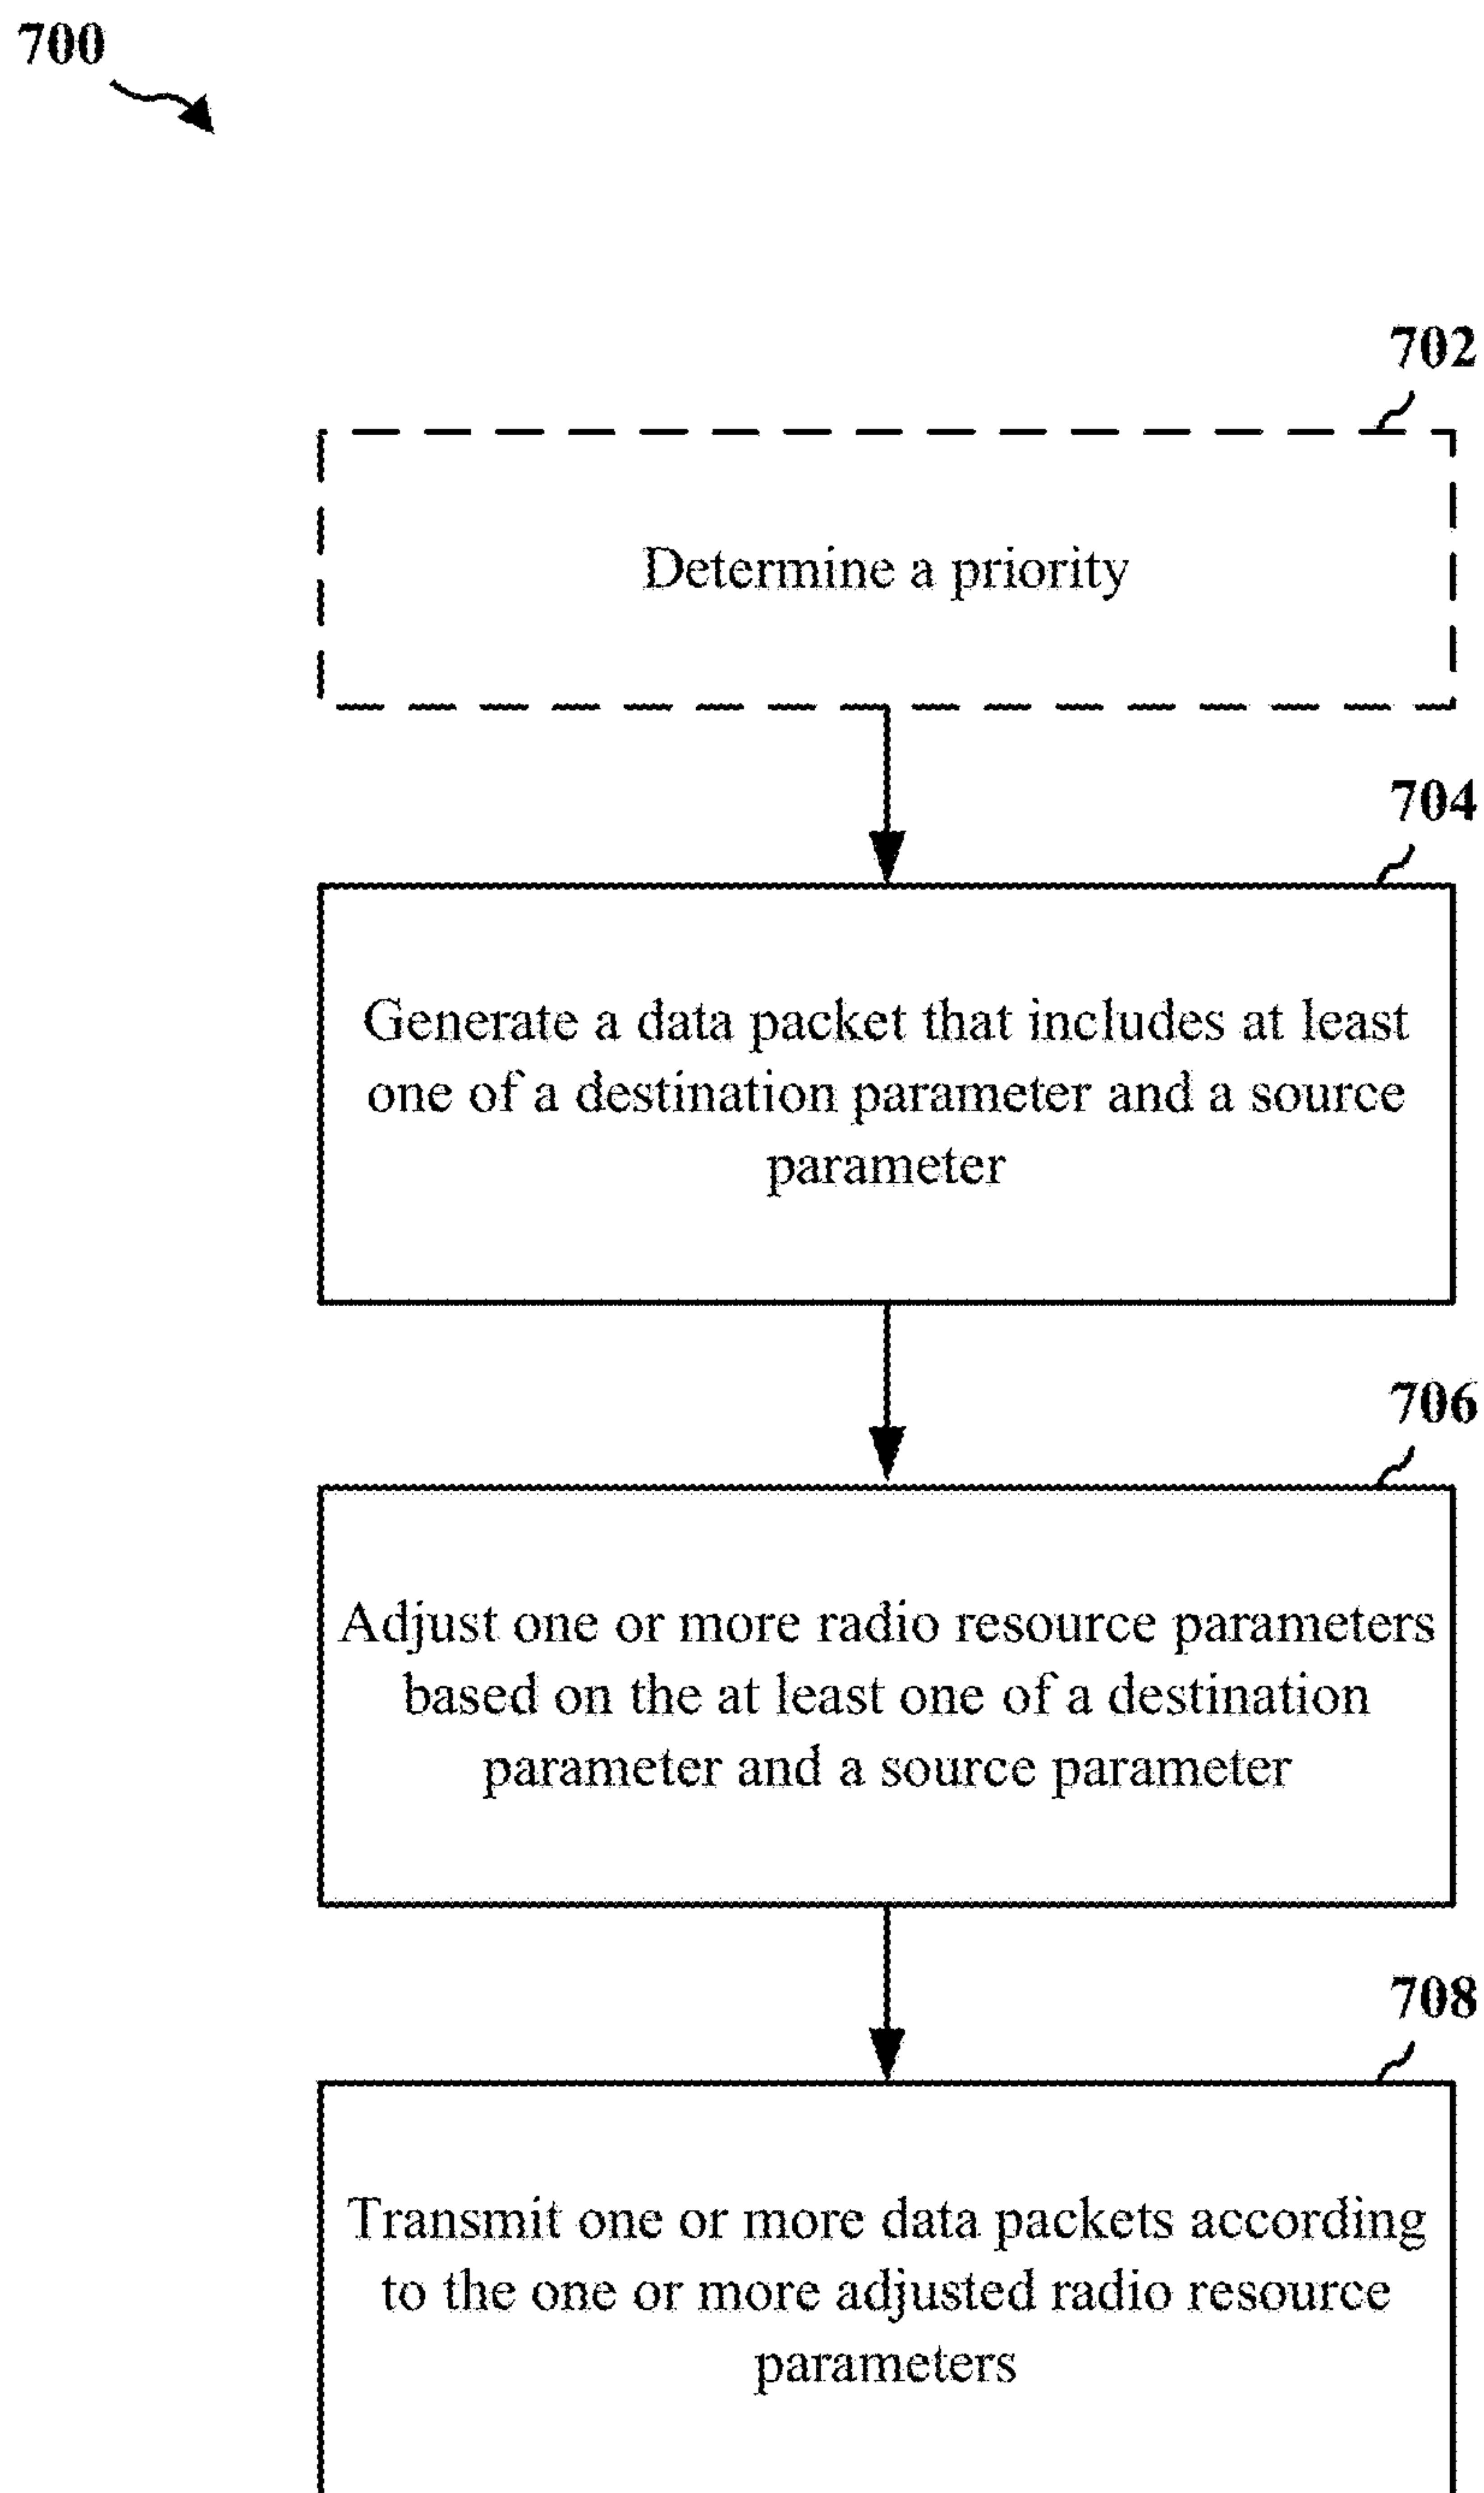 700
702
Determine a priority
704
Generate a data packet that includes at least
one of a destination parameter and a source
parameter
706
Adjust one or more radio resource parameters
based on the at least one of a destination
parameter and a source parameter
708
Transmit one or more data packets according
to the one or more adjusted radio resource
parameters